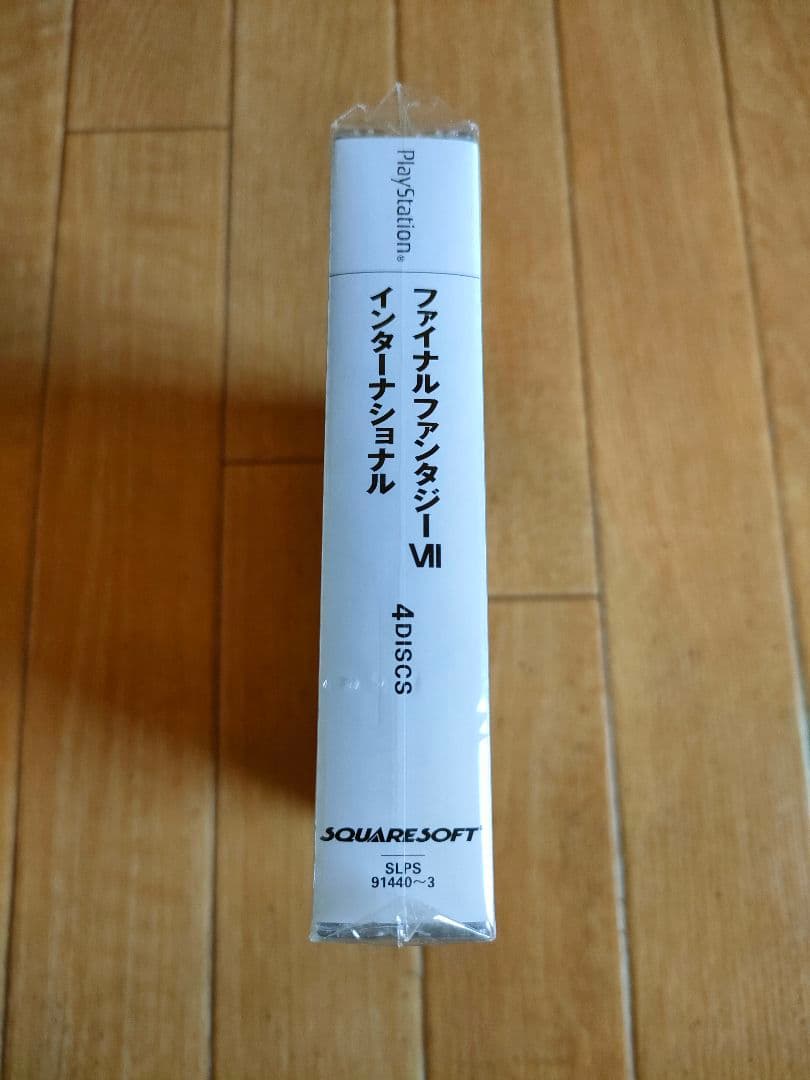 PlayStation®
ファイナルファンタジーⅦ
インターナショナル
4DISCS
SQUARESOFT
SLPS
91440～3